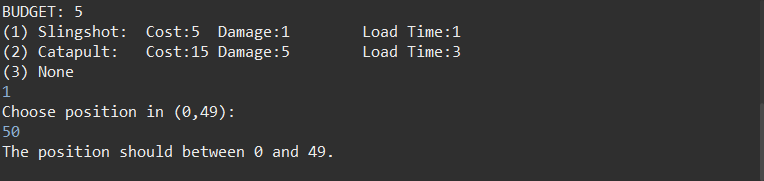 BUDGET: 5
(1) Slingshot: Cost:5 Damage:1 Load Time:1
(2) Catapult: Cost:15 Damage:5 Load Time:3
(3) None
1
Choose position in (0,49):
50
The position should between 0 and 49.